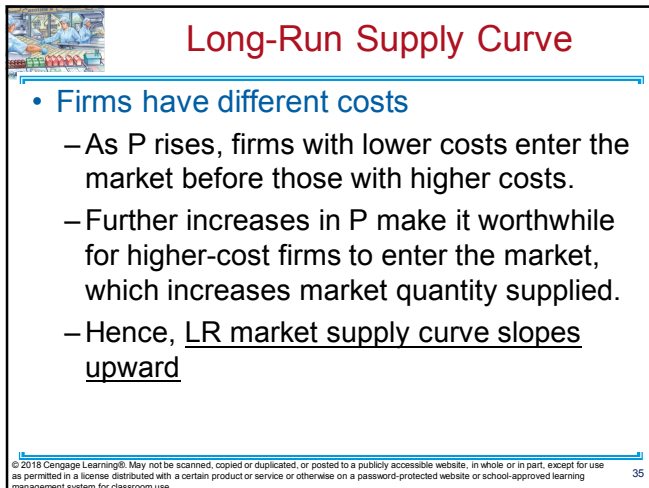 Long-Run Supply Curve
• Firms have different costs
– As P rises, firms with lower costs enter the
market before those with higher costs.
– Further increases in P make it worthwhile
for higher-cost firms to enter the market,
which increases market quantity supplied.
– Hence, LR market supply curve slopes
upward
© 2018 Cengage Learning®. May not be scanned, copied or duplicated, or posted to a publicly accessible website, in whole or in part, except for use
as permitted in a license distributed with a certain product or service or otherwise on a password-protected website or school-approved learning
management system for classroom use.
35